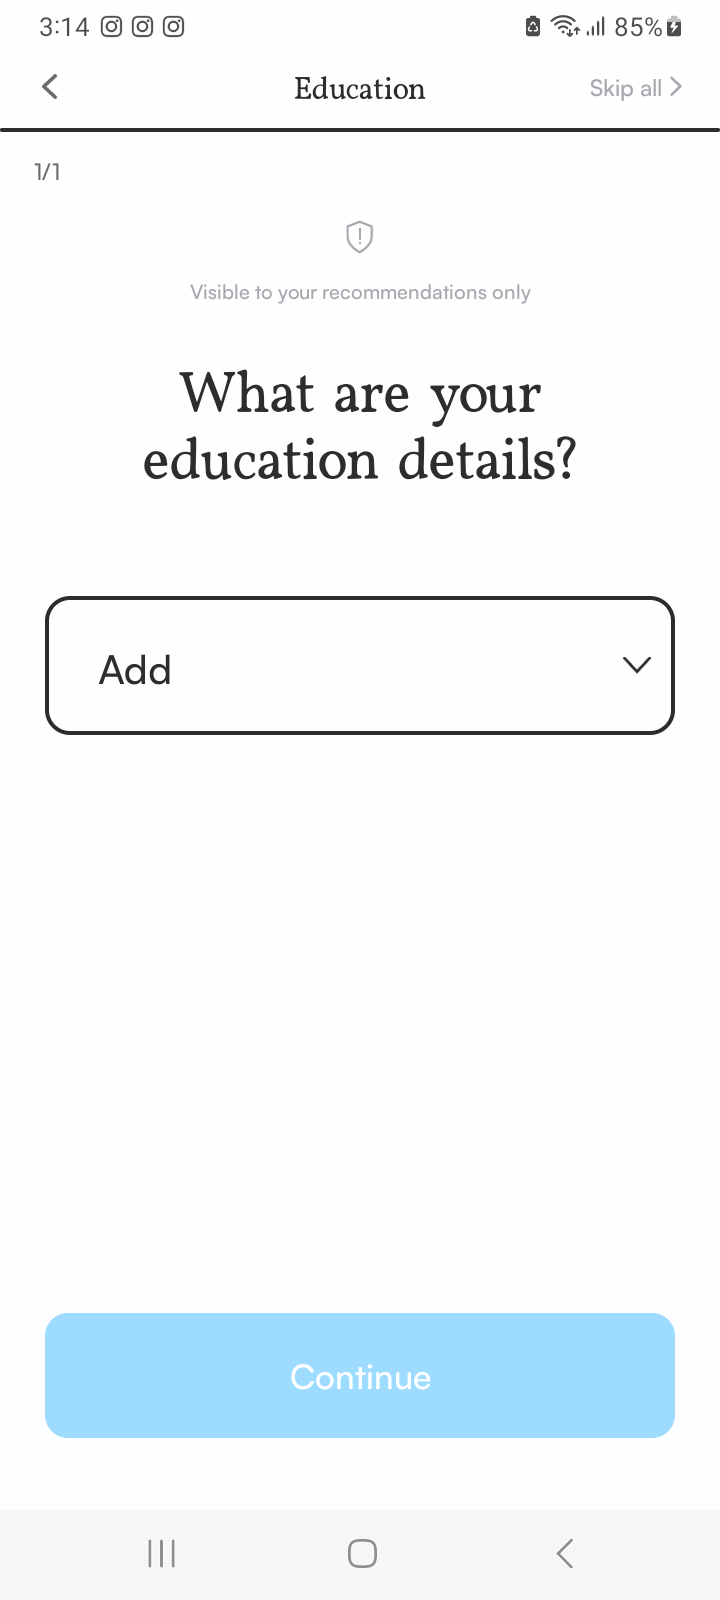 3:14 85%
Education Skip all
1/1
Visible to your recommendations only
What are your
education details?
Add
Continue